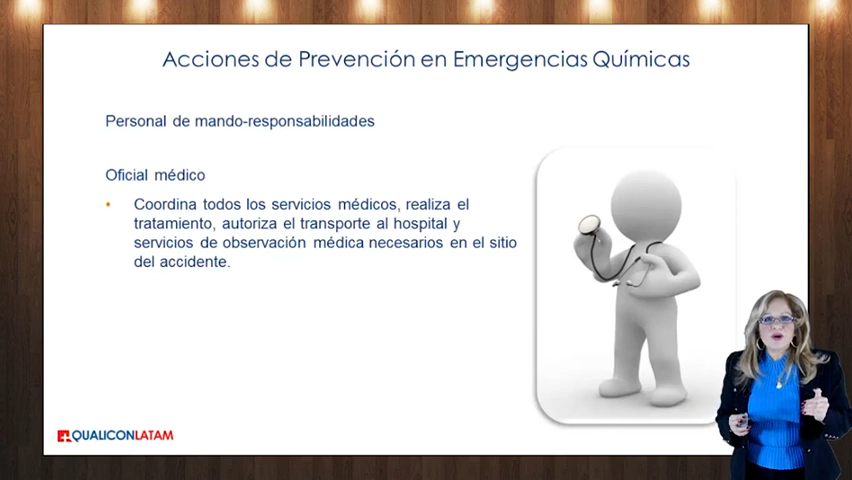 Acciones de Prevención en Emergencias Químicas
Personal de mando-responsabilidades
Oficial médico
• Coordina todos los servicios médicos, realiza el
tratamiento, autoriza el transporte al hospital y
servicios de observación médica necesarios en el sitio
del accidente.
QUALICONLATAM